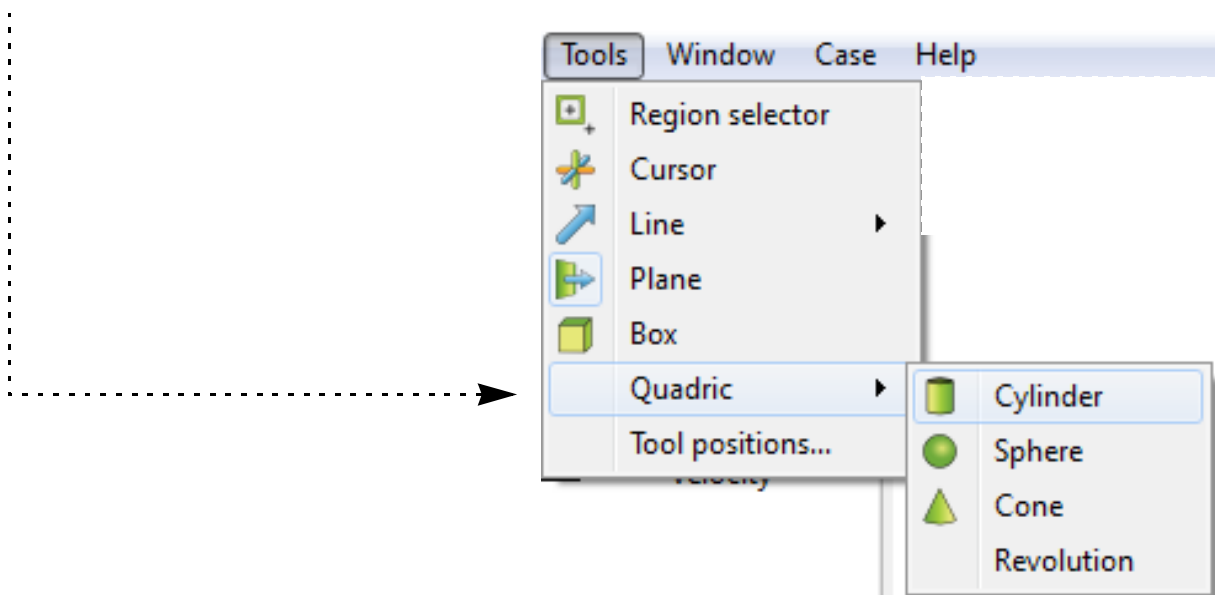 Tools Window Case Help
Region selector
Cursor
Line
Plane
Box
Quadric
Tool positions...
Cylinder
Sphere
Cone
Revolution